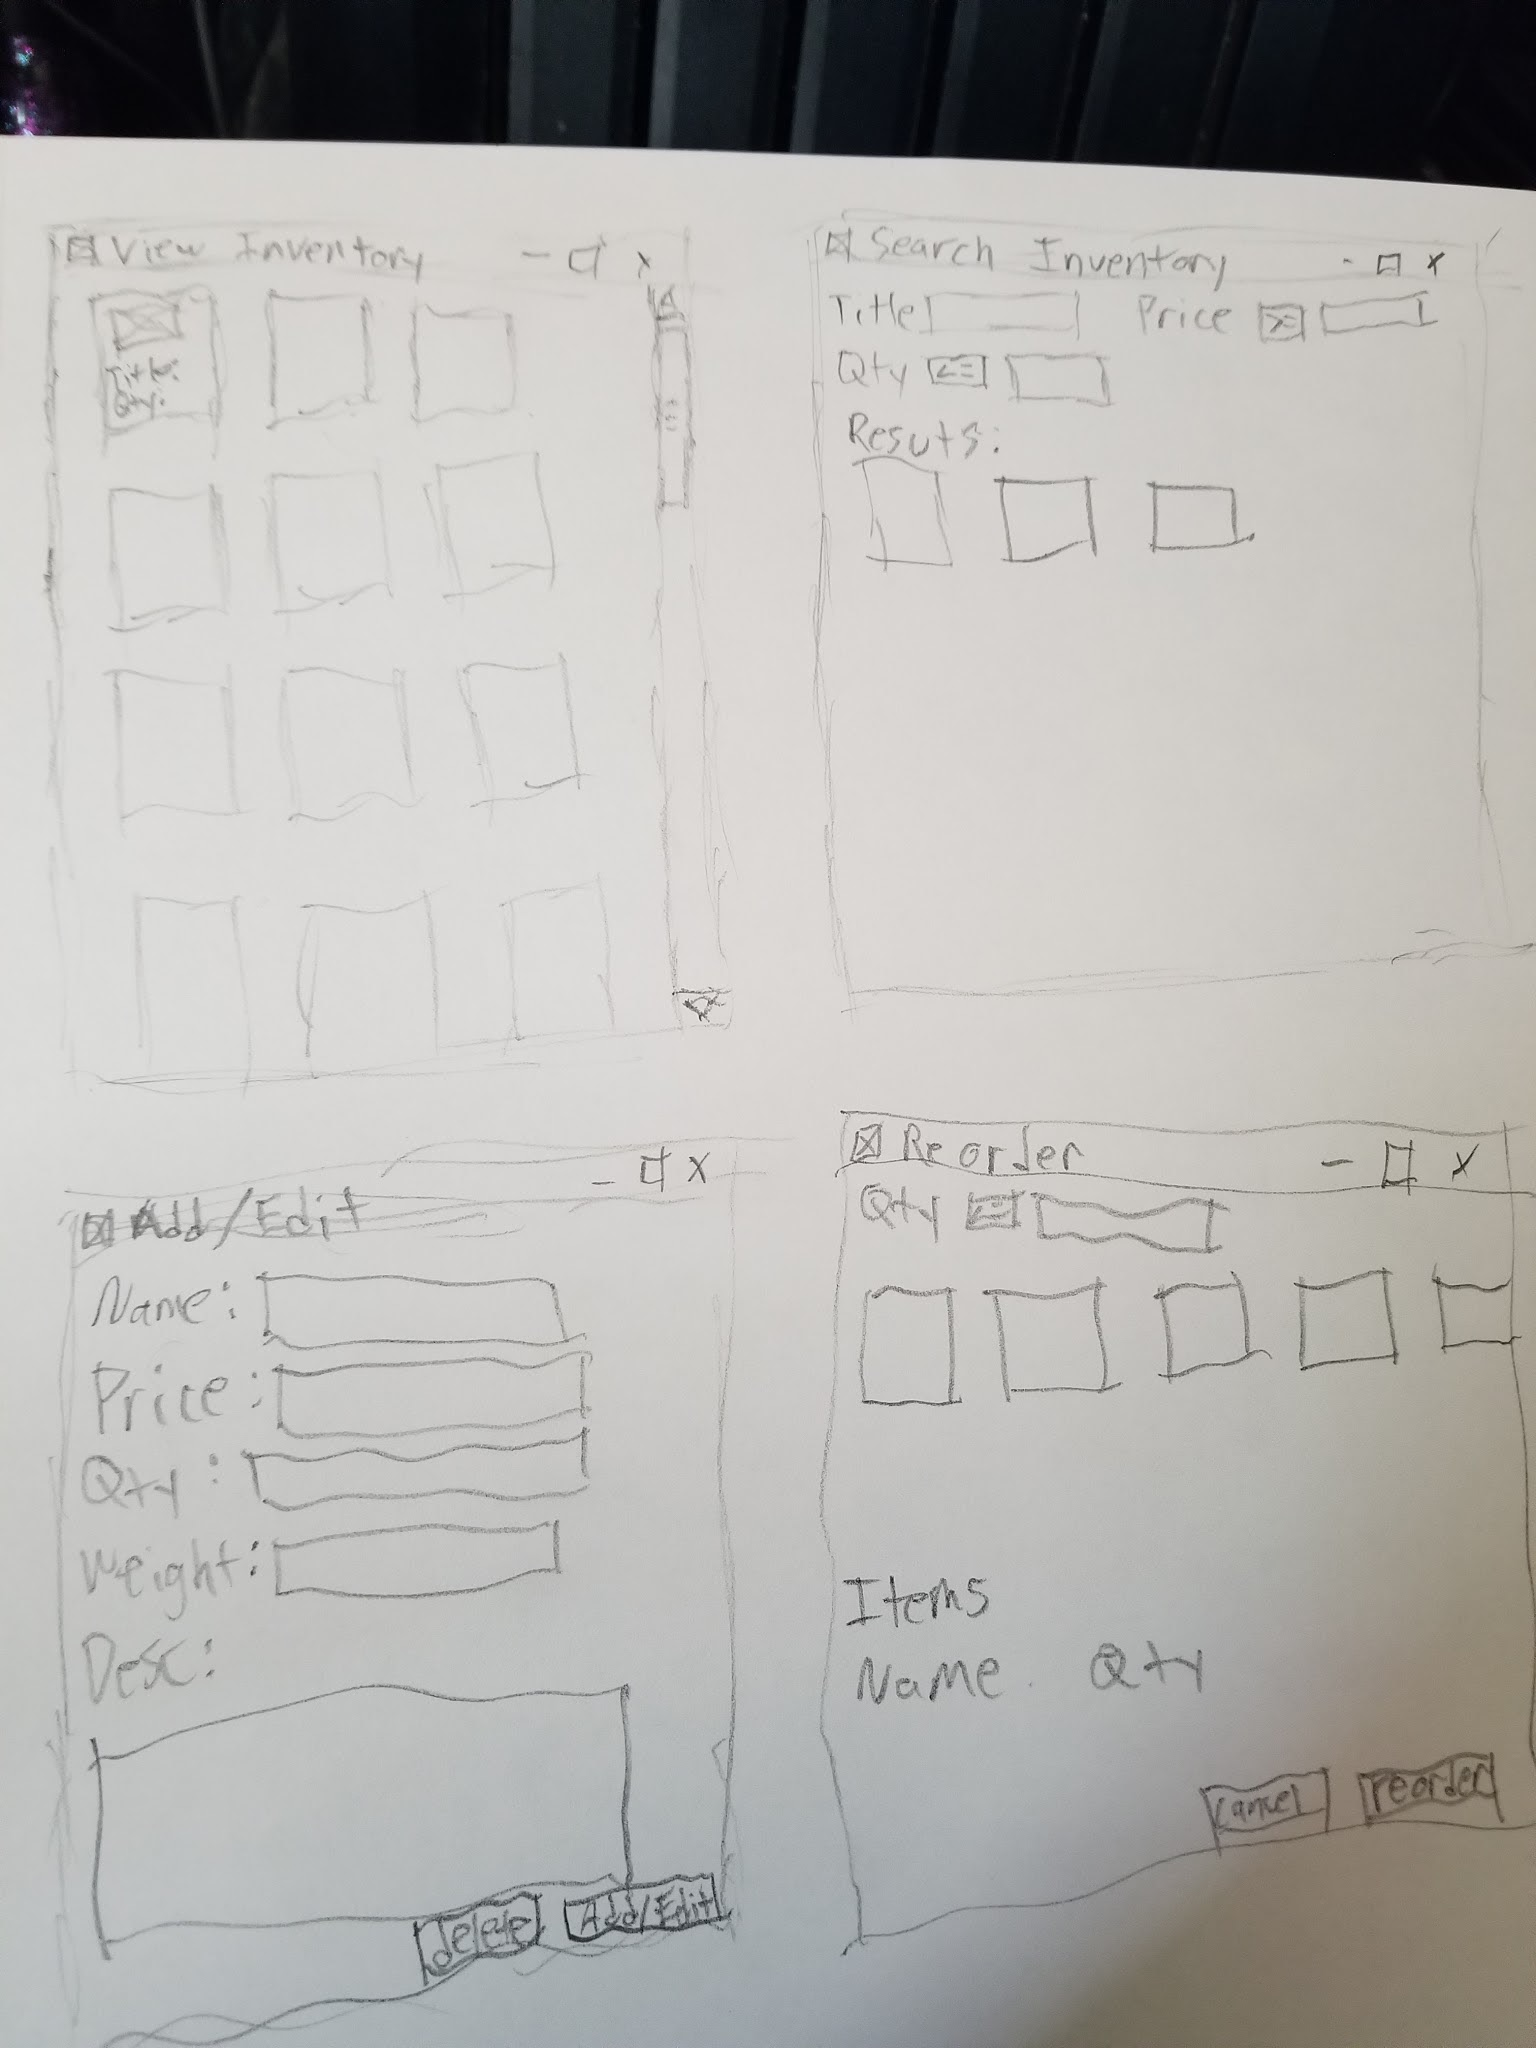 View Inventory - □ x
Title:
Qty:
Search Inventory - □ x
Title Price >=
Qty <=
Resuts:
Add/Edit - □ x
Name:
Price:
Qty:
Weight:
Desc:
delete Add/Edit
Reorder - □ x
Qty <=
Items
Name Qty
cancel reorder